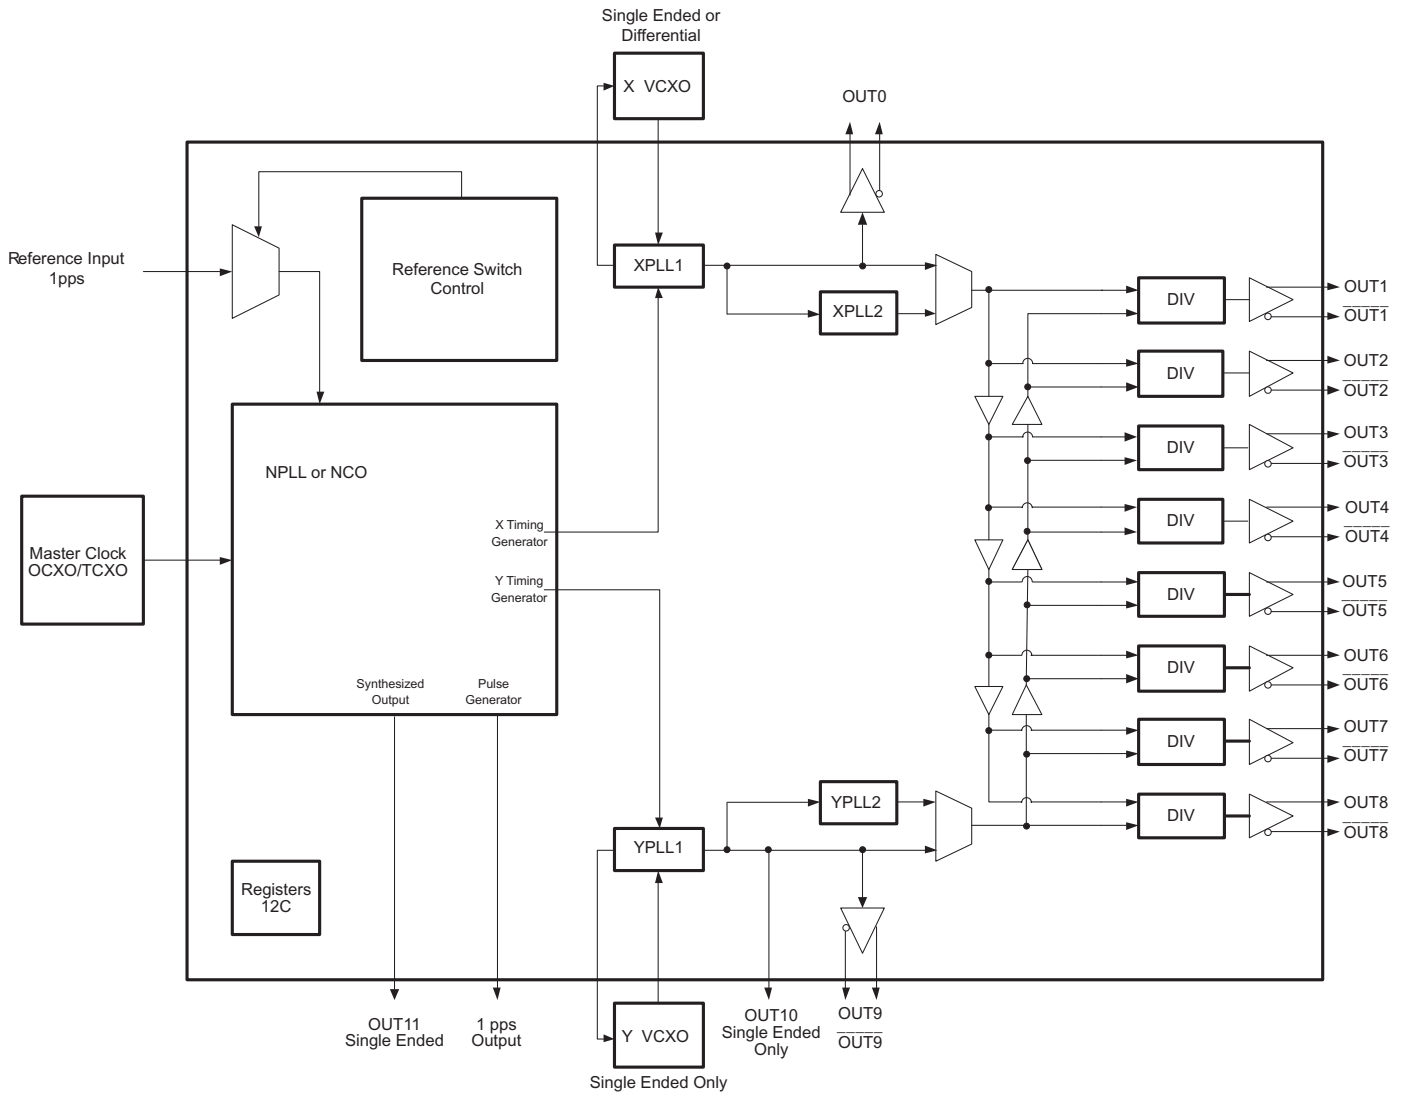 Single Ended or
Differential
X VCXO
OUT0
Reference Input
1pps
Reference Switch
Control
XPLL1
XPLL2
DIV
OUT1
OUT1
DIV
OUT2
OUT2
DIV
OUT3
OUT3
DIV
OUT4
OUT4
DIV
OUT5
OUT5
DIV
OUT6
OUT6
DIV
OUT7
OUT7
DIV
OUT8
OUT8
NPLL or NCO
X Timing
Generator
Y Timing
Generator
Master Clock
OCXO/TCXO
Synthesized
Output
Pulse
Generator
YPLL2
YPLL1
Registers
12C
OUT11
Single Ended
1 pps
Output
Y VCXO
Single Ended Only
OUT10
Single Ended
Only
OUT9
OUT9